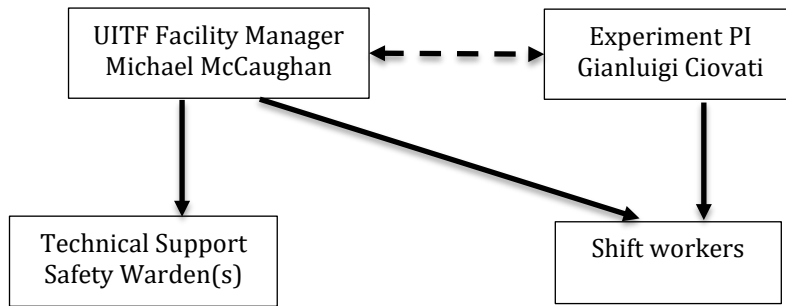 UITF Facility Manager
Michael McCaughan
Experiment PI
Gianluigi Ciovati
Technical Support
Safety Warden(s)
Shift workers